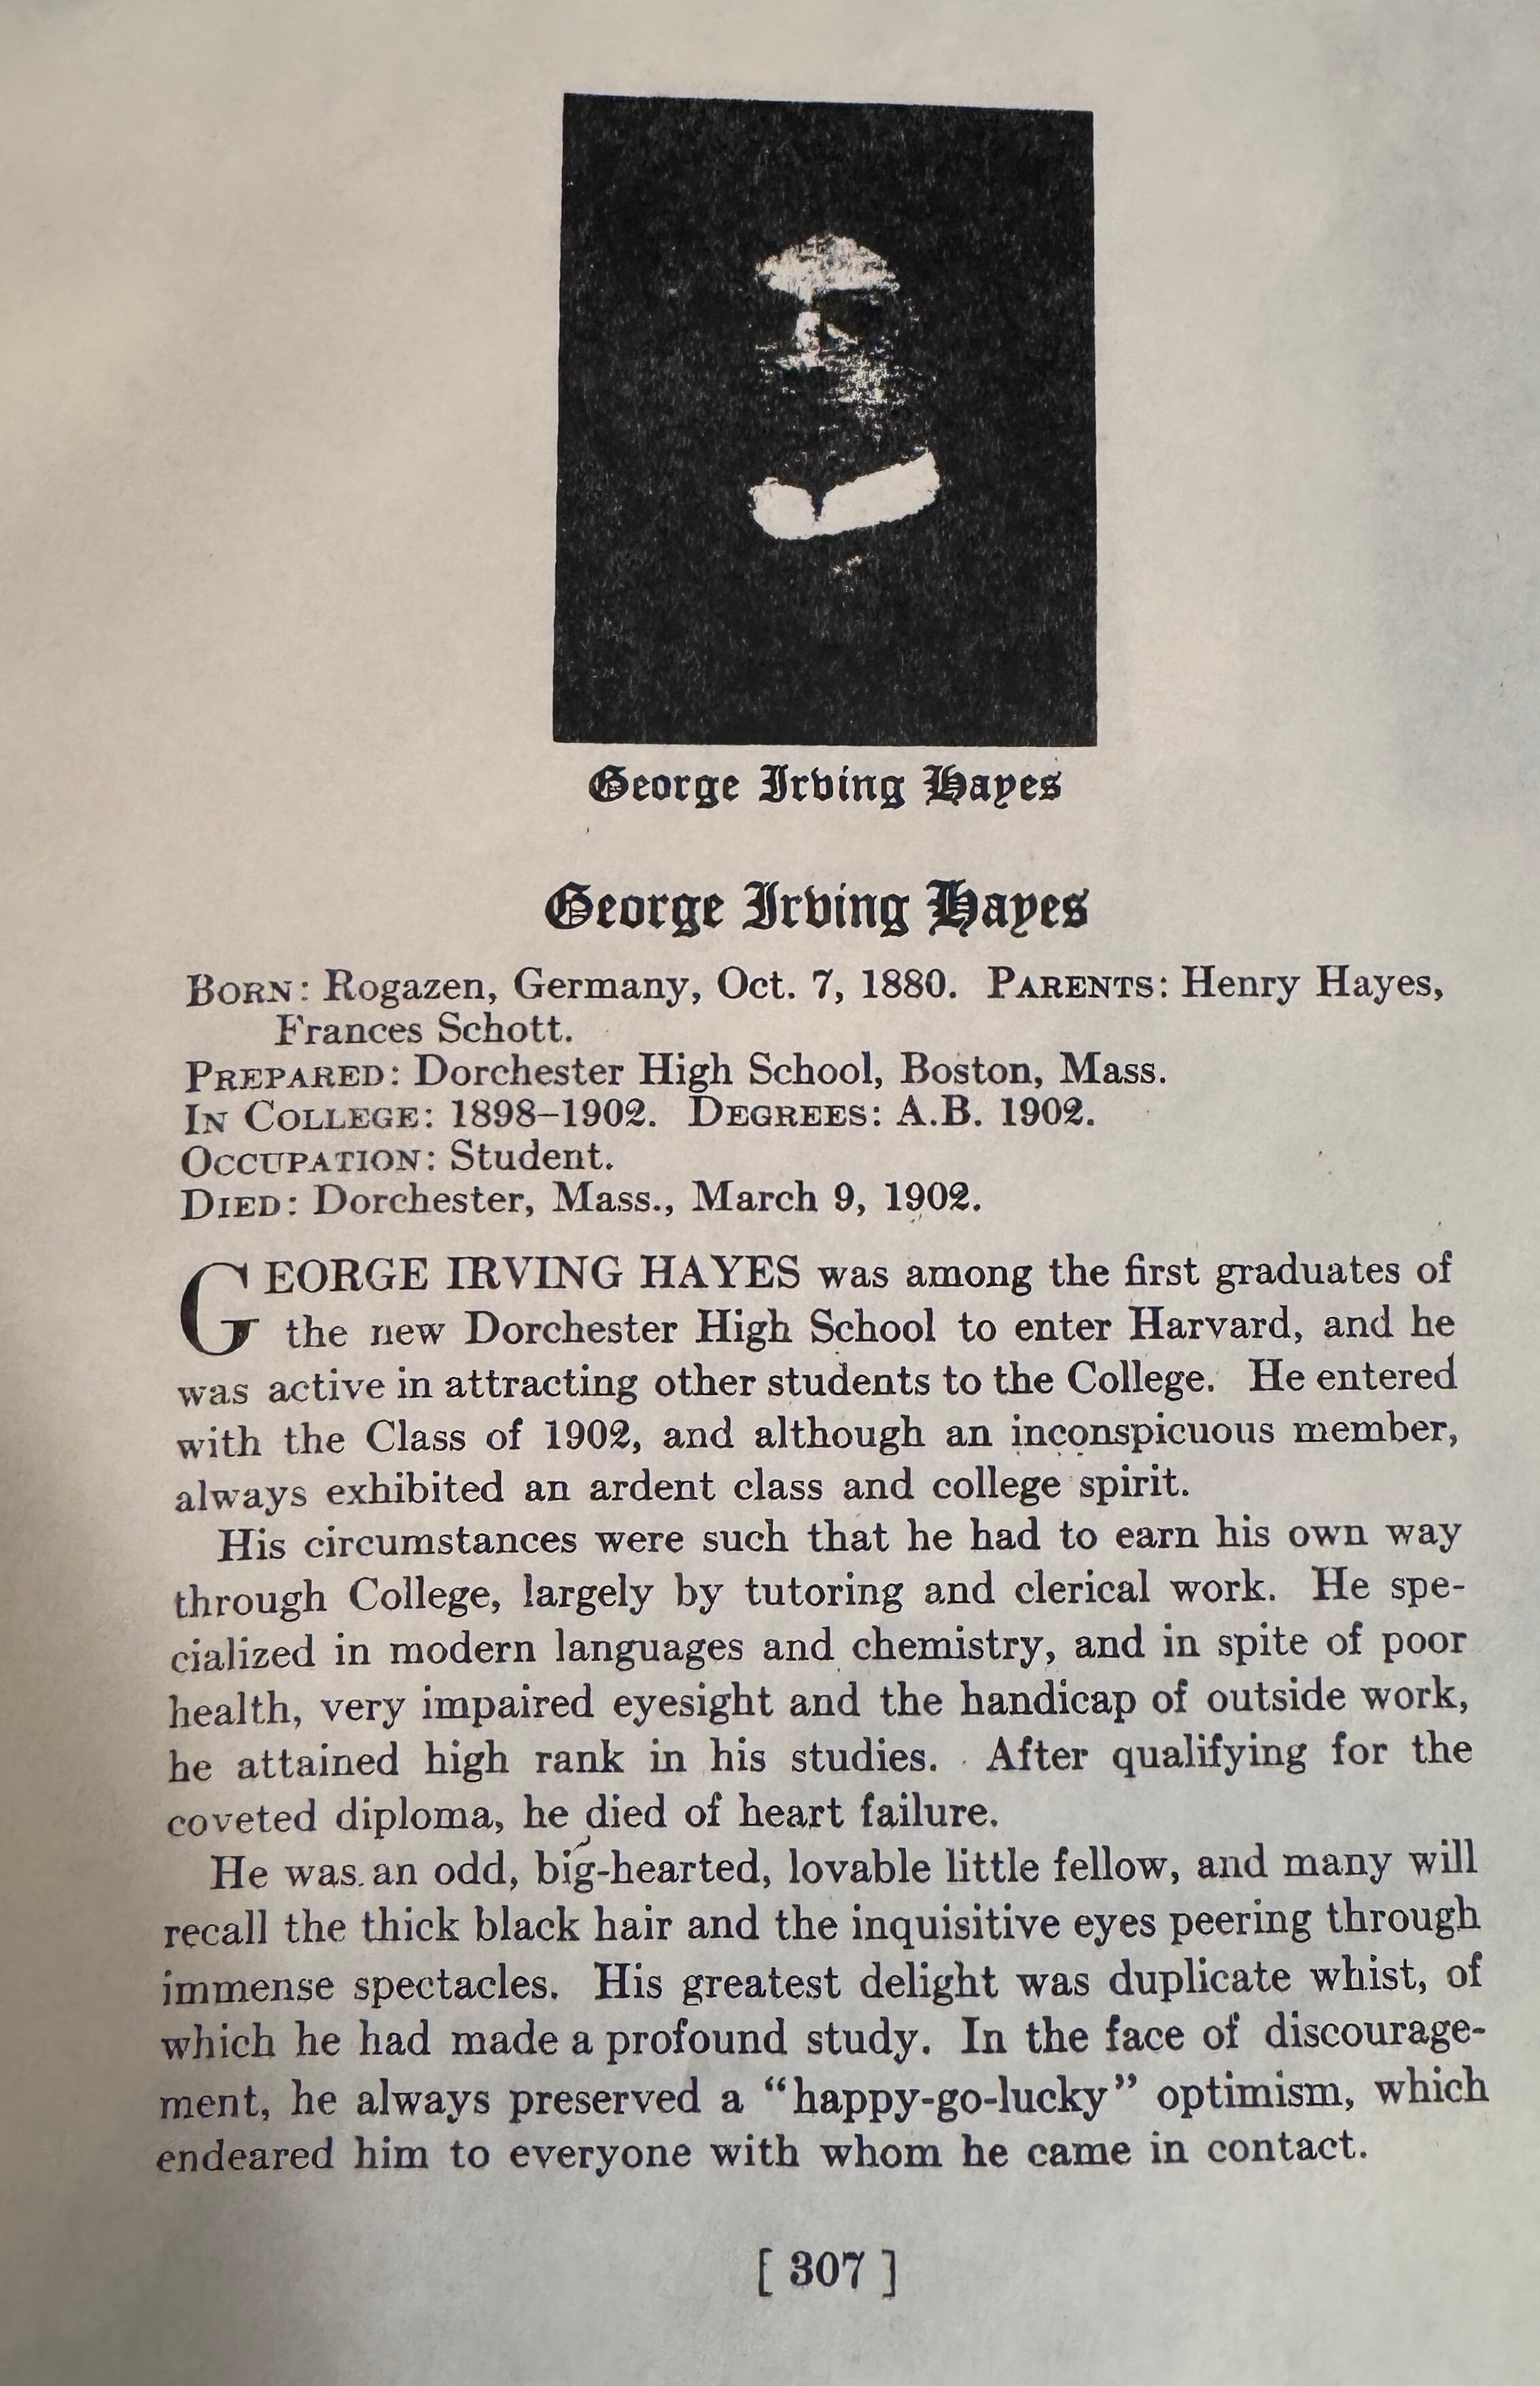 George Irving Hayes
George Irving Hayes
BORN: Rogazen, Germany, Oct. 7, 1880. PARENTS: Henry Hayes,
Frances Schott.
PREPARED: Dorchester High School, Boston, Mass.
IN COLLEGE: 1898–1902. DEGREES: A.B. 1902.
OCCUPATION: Student.
DIED: Dorchester, Mass., March 9, 1902.
GEORGE IRVING HAYES was among the first graduates of
the new Dorchester High School to enter Harvard, and he
was active in attracting other students to the College. He entered
with the Class of 1902, and although an inconspicuous member,
always exhibited an ardent class and college spirit.
His circumstances were such that he had to earn his own way
through College, largely by tutoring and clerical work. He spe-
cialized in modern languages and chemistry, and in spite of poor
health, very impaired eyesight and the handicap of outside work,
he attained high rank in his studies. After qualifying for the
coveted diploma, he died of heart failure.
He was an odd, big-hearted, lovable little fellow, and many will
recall the thick black hair and the inquisitive eyes peering through
immense spectacles. His greatest delight was duplicate whist, of
which he had made a profound study. In the face of discourage-
ment, he always preserved a “happy-go-lucky” optimism, which
endeared him to everyone with whom he came in contact.
[ 307 ]